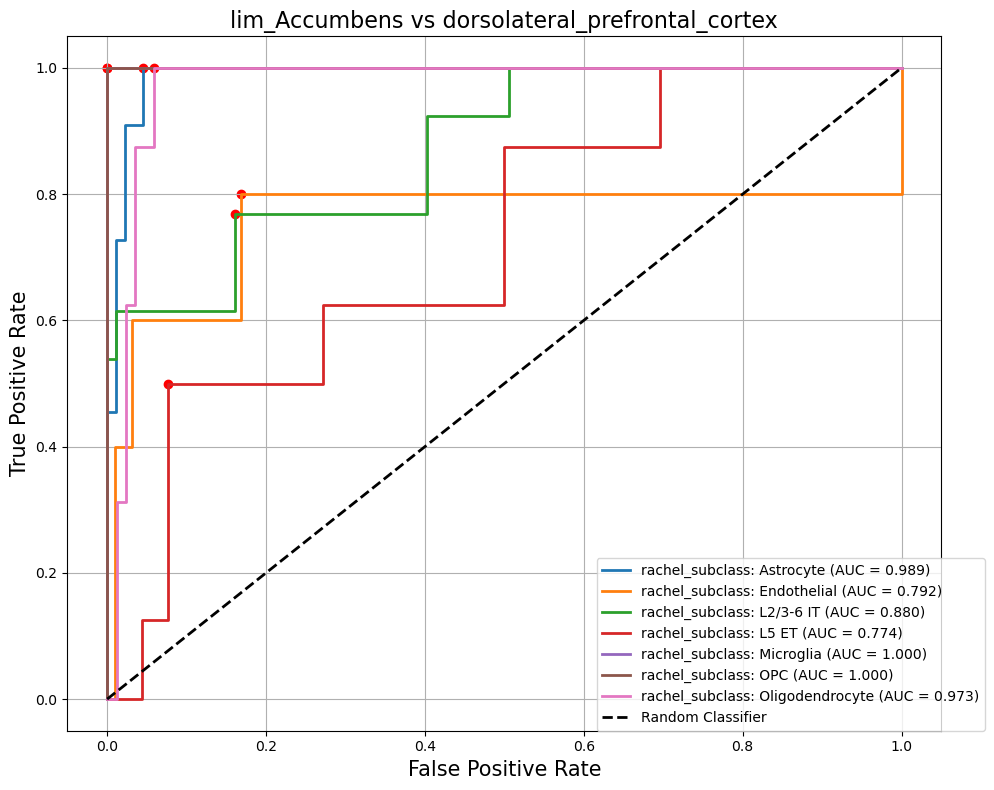 lim_Accumbens vs dorsolateral_prefrontal_cortex
True Positive Rate
1.0
0.8
0.6
0.4
0.2
0.0
rachel_subclass: Astrocyte (AUC = 0.989)
rachel_subclass: Endothelial (AUC = 0.792)
rachel_subclass: L2/3-6 IT (AUC = 0.880)
rachel_subclass: L5 ET (AUC = 0.774)
rachel_subclass: Microglia (AUC = 1.000)
rachel_subclass: OPC (AUC = 1.000)
rachel_subclass: Oligodendrocyte (AUC = 0.973)
Random Classifier
0.0 0.2 0.4 0.6 0.8 1.0
False Positive Rate